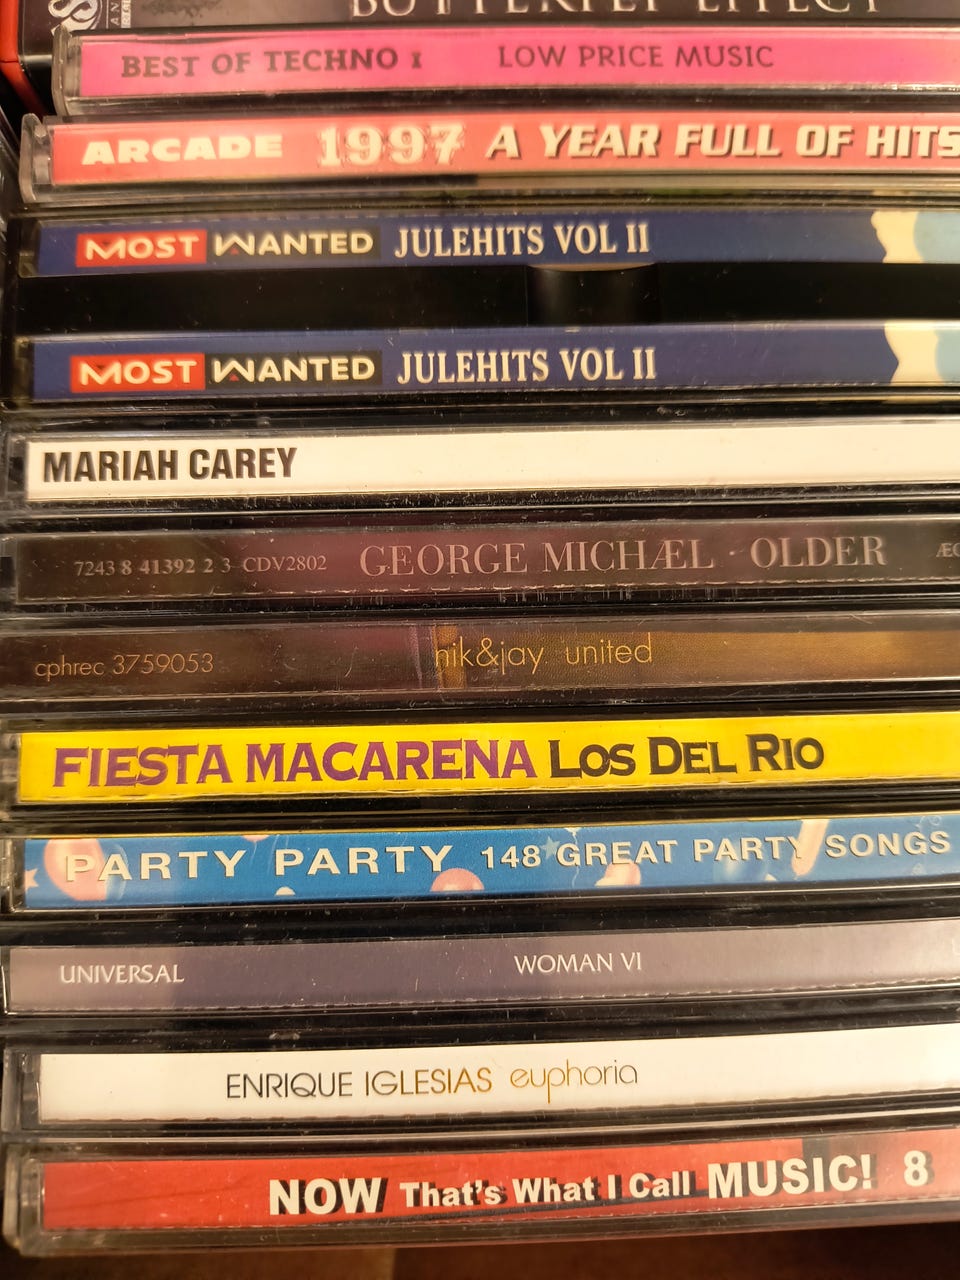 BUTTERFLY EFFECT
BEST OF TECHNO 1 LOW PRICE MUSIC
ARCADE 1997 A YEAR FULL OF HITS
MOST WANTED JULEHITS VOL II
MOST WANTED JULEHITS VOL II
MARIAH CAREY
7243 8 41392 2 3 CDV2802 GEORGE MICHÆL · OLDER
cphrec 3759053 nik&jay united
FIESTA MACARENA LOS DEL RIO
PARTY PARTY 148 GREAT PARTY SONGS
UNIVERSAL WOMAN VI
ENRIQUE IGLESIAS euphoria
NOW That's What I Call MUSIC! 8